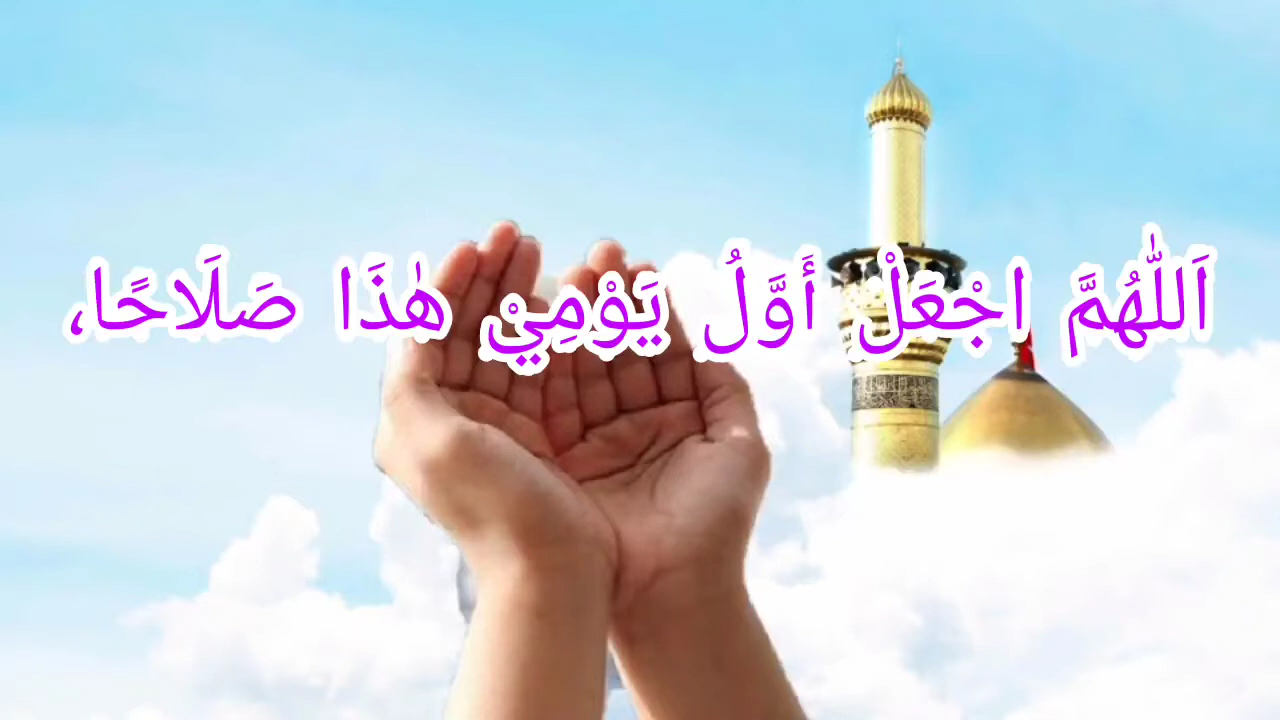 اَللّٰهُمَّ اجْعَلْ أَوَّلُ يَوْمِيْ هٰذَا صَلَاحًا،